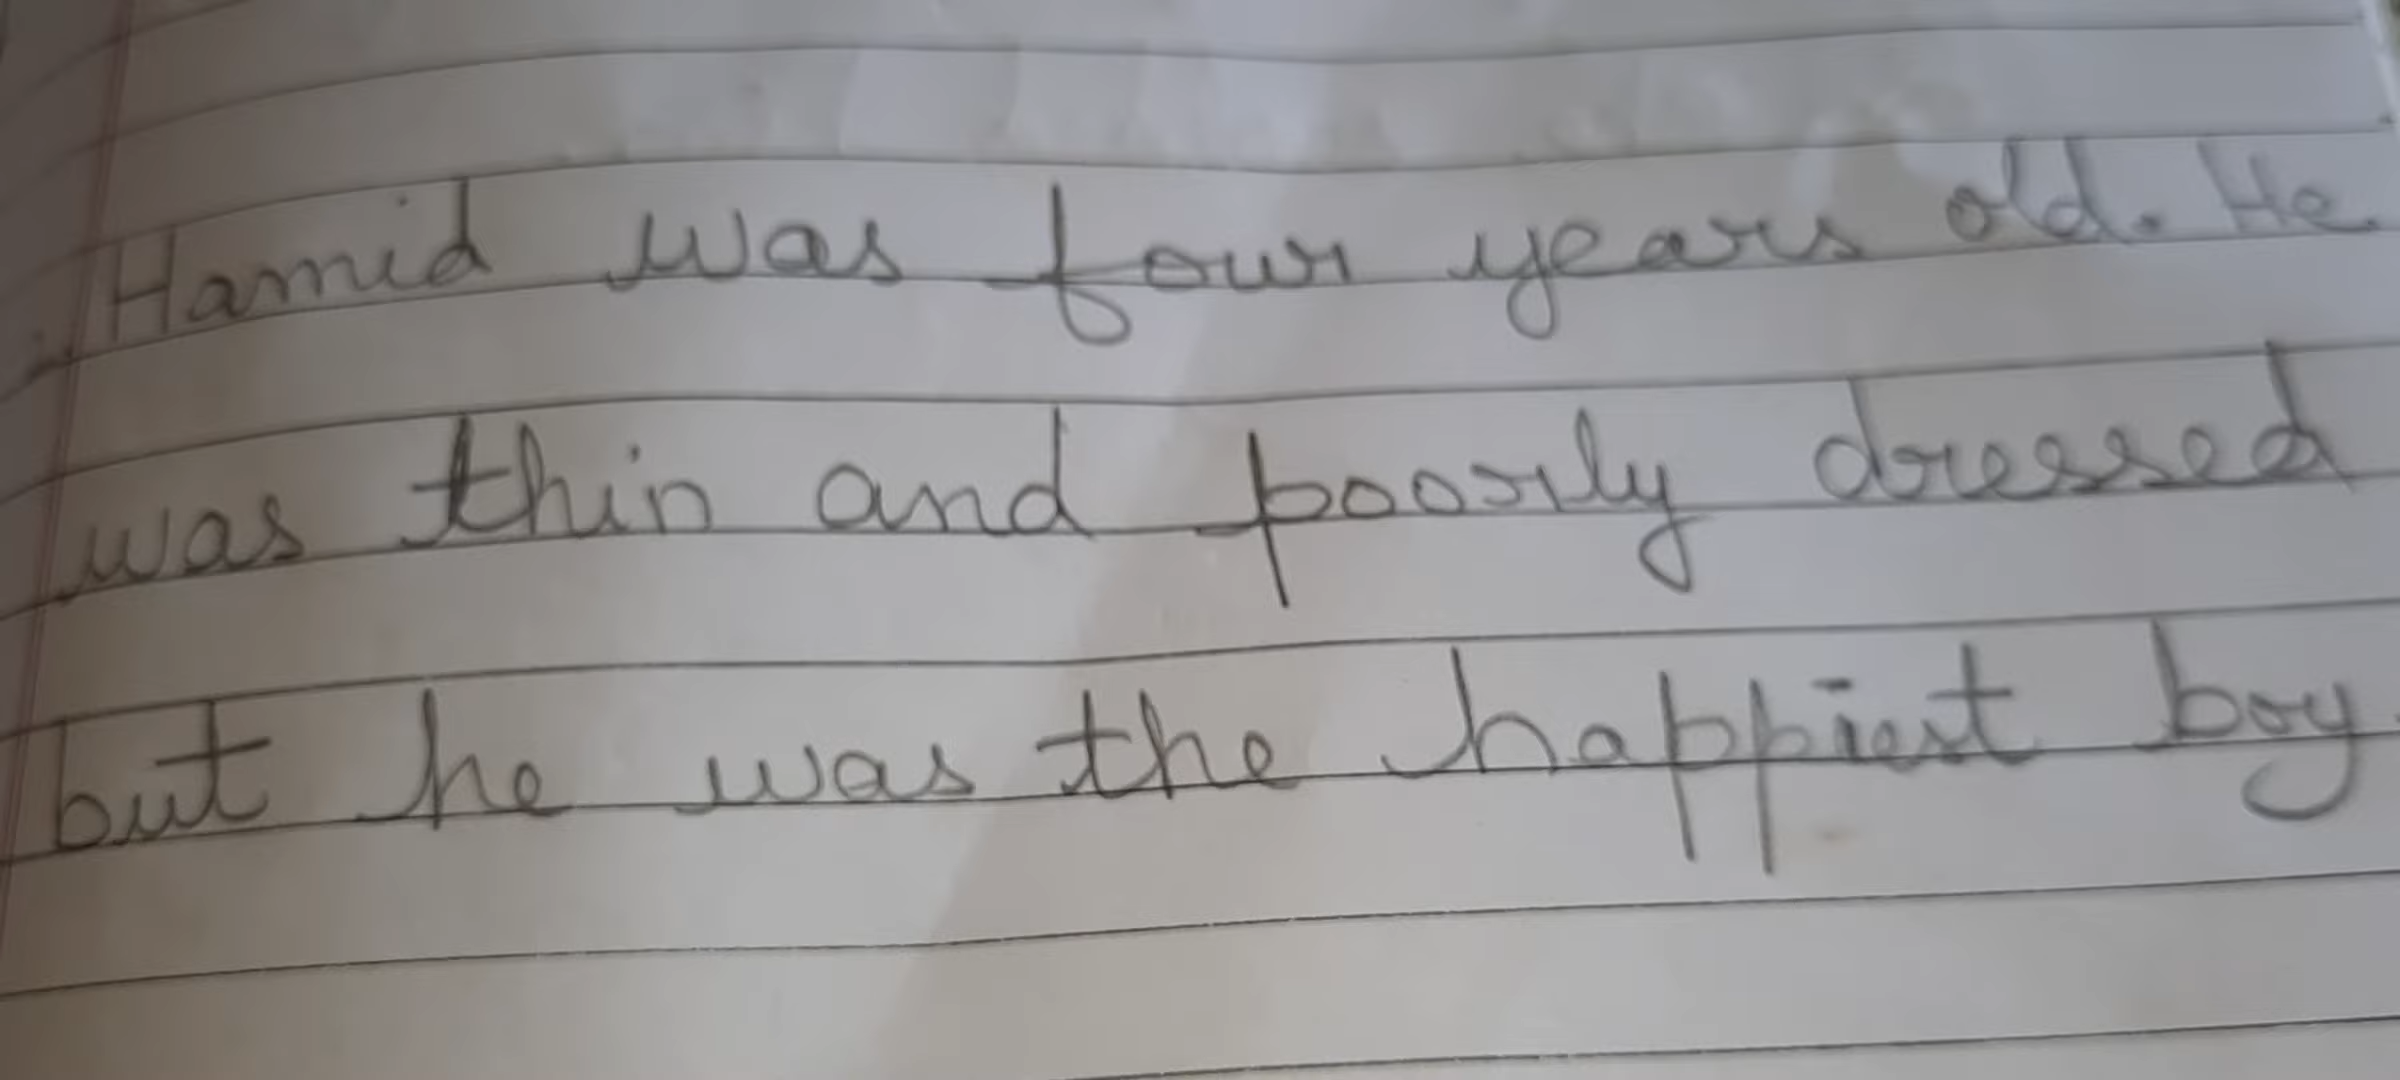 Hamid was four years old. He
was thin and poorly dressed
but he was the happiest boy.